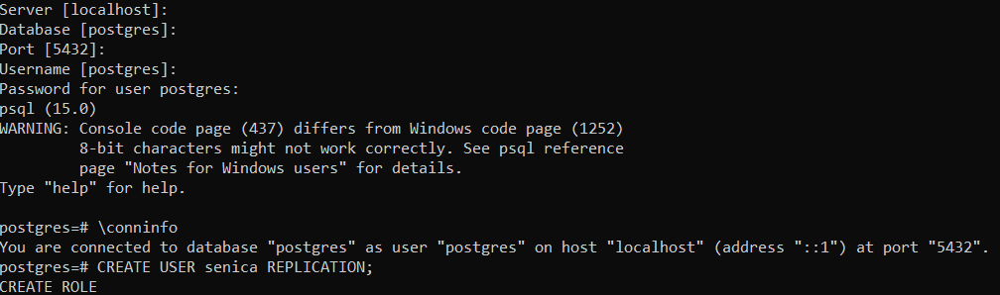 Server [localhost]:
Database [postgres]:
Port [5432]:
Username [postgres]:
Password for user postgres:
psql (15.0)
WARNING: Console code page (437) differs from Windows code page (1252)
         8-bit characters might not work correctly. See psql reference
         page "Notes for Windows users" for details.
Type "help" for help.

postgres=# \conninfo
You are connected to database "postgres" as user "postgres" on host "localhost" (address "::1") at port "5432".
postgres=# CREATE USER senica REPLICATION;
CREATE ROLE